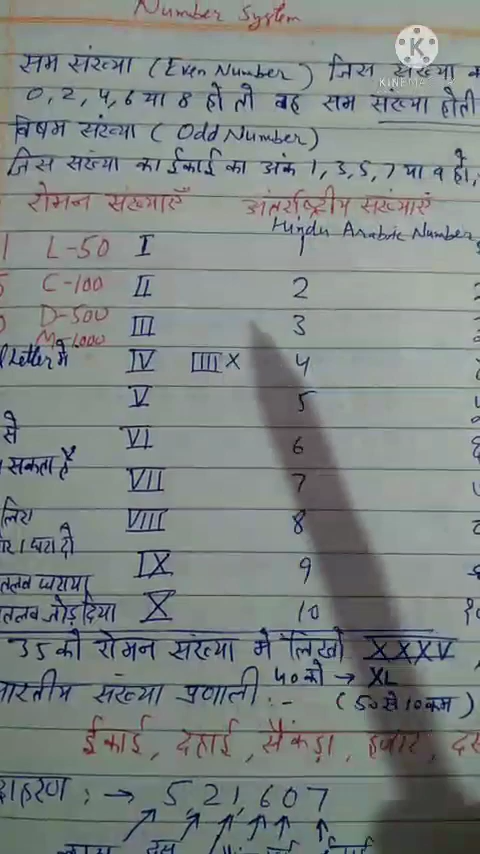 Number System
K
KINEMASTER
सम संख्या (Even Number) जिस संख्या
0, 2, 4, 6 या 8 हो तो वह सम संख्या होती
विषम संख्या (Odd Number)
जिस संख्या का ईकाई का अंक 1, 3, 5, 7 या 9 हो,
रोमन संख्याएँ अंतर्राष्ट्रीय संख्याएं
Hindu Arabic Number
L-50 I 1
C-100 II 2
D-500 III 3
M-1000
Letter में IV IIII X 4
V 5
से VI 6
सकता है VII 7
VIII 8
IX 9
जोड़ दिया X 10
35 को रोमन संख्या में लिखो XXXV
40 को → XL
भारतीय संख्या प्रणाली :- (50 से 10 कम)
ईकाई, दहाई, सैंकड़ा, हजार, दस
→ 5,21,607